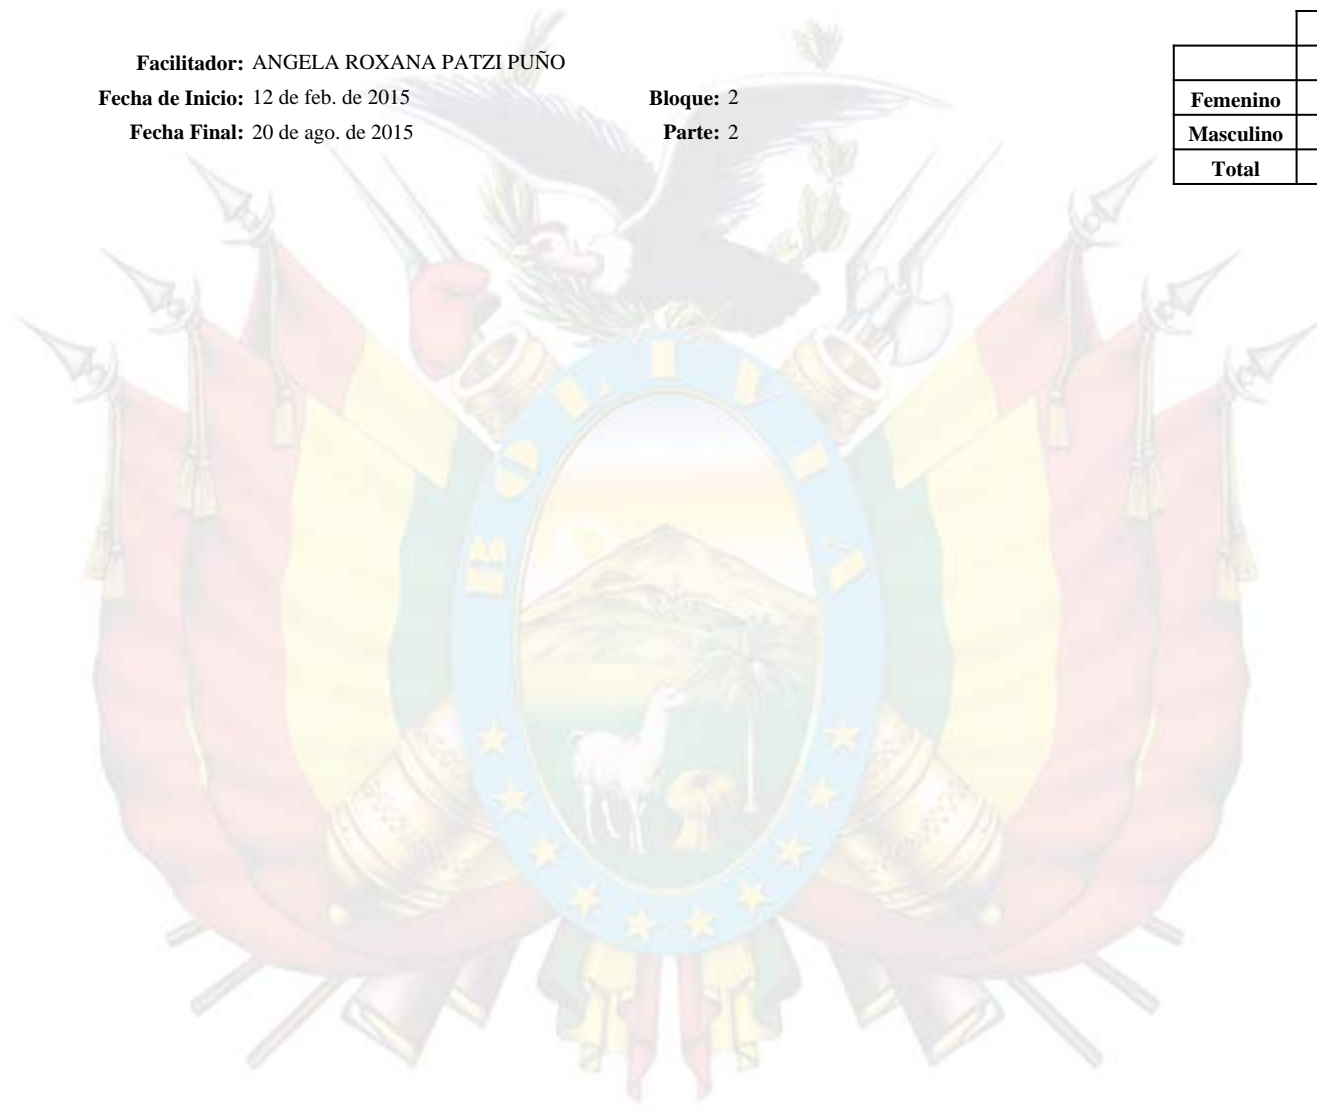 Facilitador: ANGELA ROXANA PATZI PUÑO
Fecha de Inicio: 12 de feb. de 2015 Bloque: 2
Fecha Final: 20 de ago. de 2015 Parte: 2
Femenino
Masculino
Total
BOLIVIA